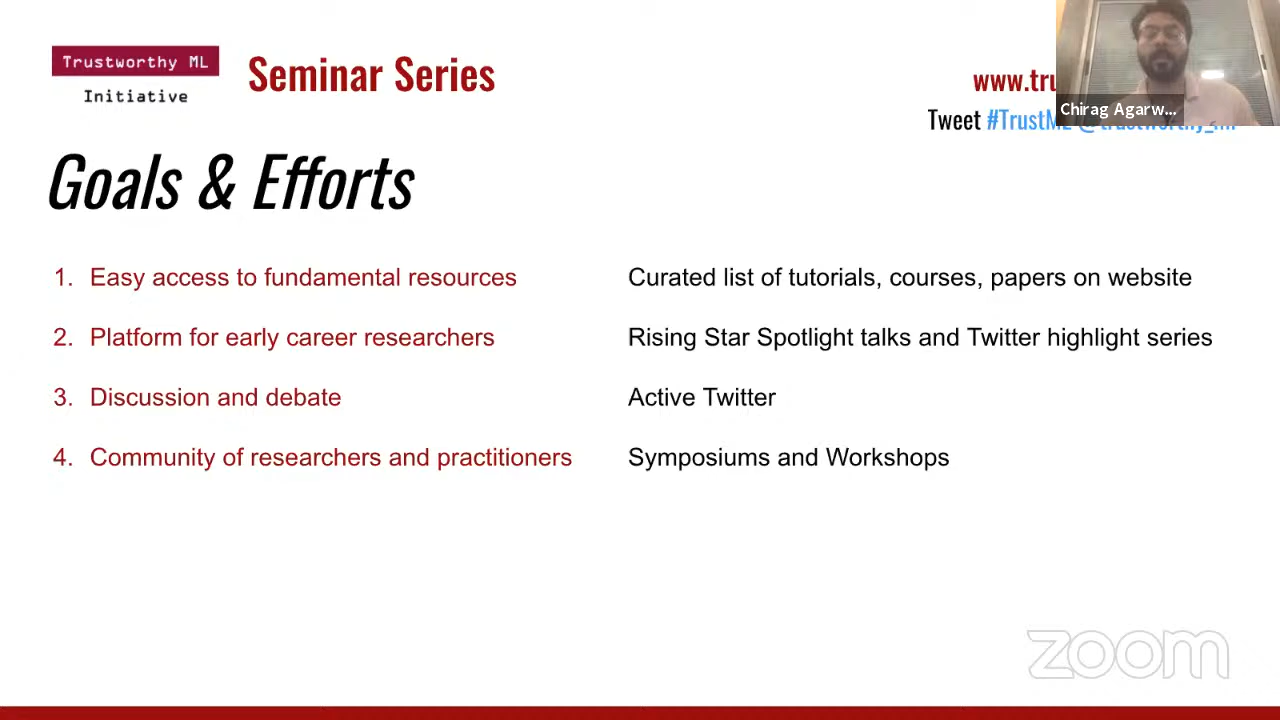 Trustworthy ML
Initiative
Seminar Series
www.tru
Chirag Agarw...
Tweet #TrustML @trustworthy_ml
Goals & Efforts
1. Easy access to fundamental resources
Curated list of tutorials, courses, papers on website
2. Platform for early career researchers
Rising Star Spotlight talks and Twitter highlight series
3. Discussion and debate
Active Twitter
4. Community of researchers and practitioners
Symposiums and Workshops
zoom